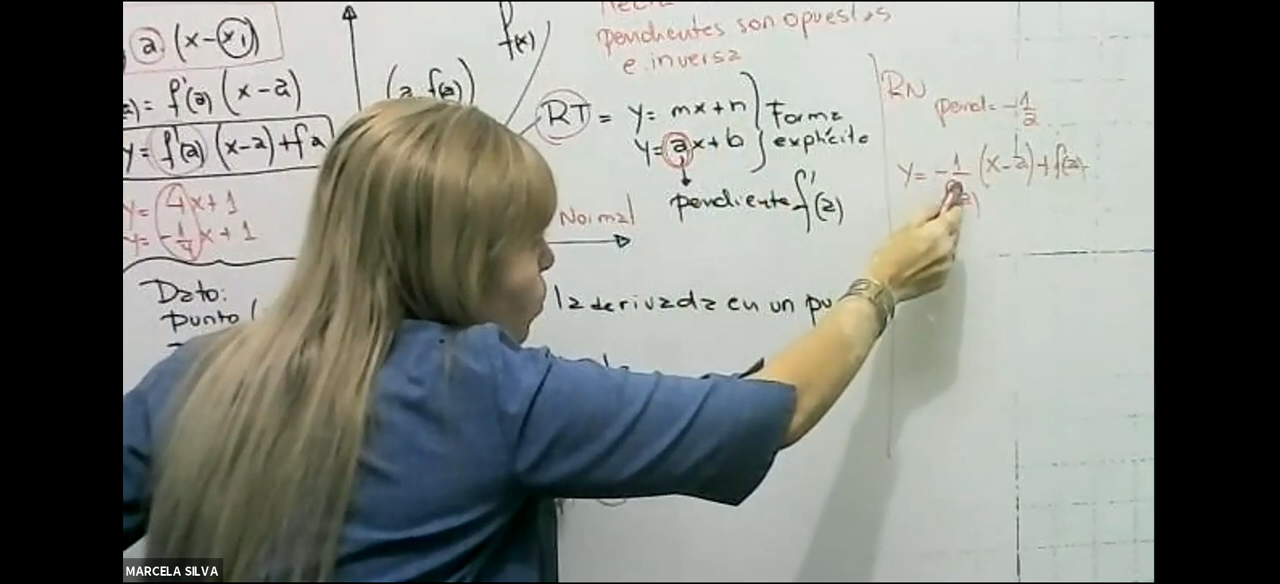 a (x-x₁)
= f'(a) (x-a)
y= f'(a) (x-a)+fa
y= 4x+1
y= -1/4 x+1
Dato:
punto (
f(x)
(a, f(a))
pendientes son opuestas
e inversa
RT = y= mx+n
y= ax+b
Forma
explícita
pendiente f'(a)
Normal
la derivada en un pu
RN
pend= -1/a
y= -1/ (x-a)+f(a)
MARCELA SILVA